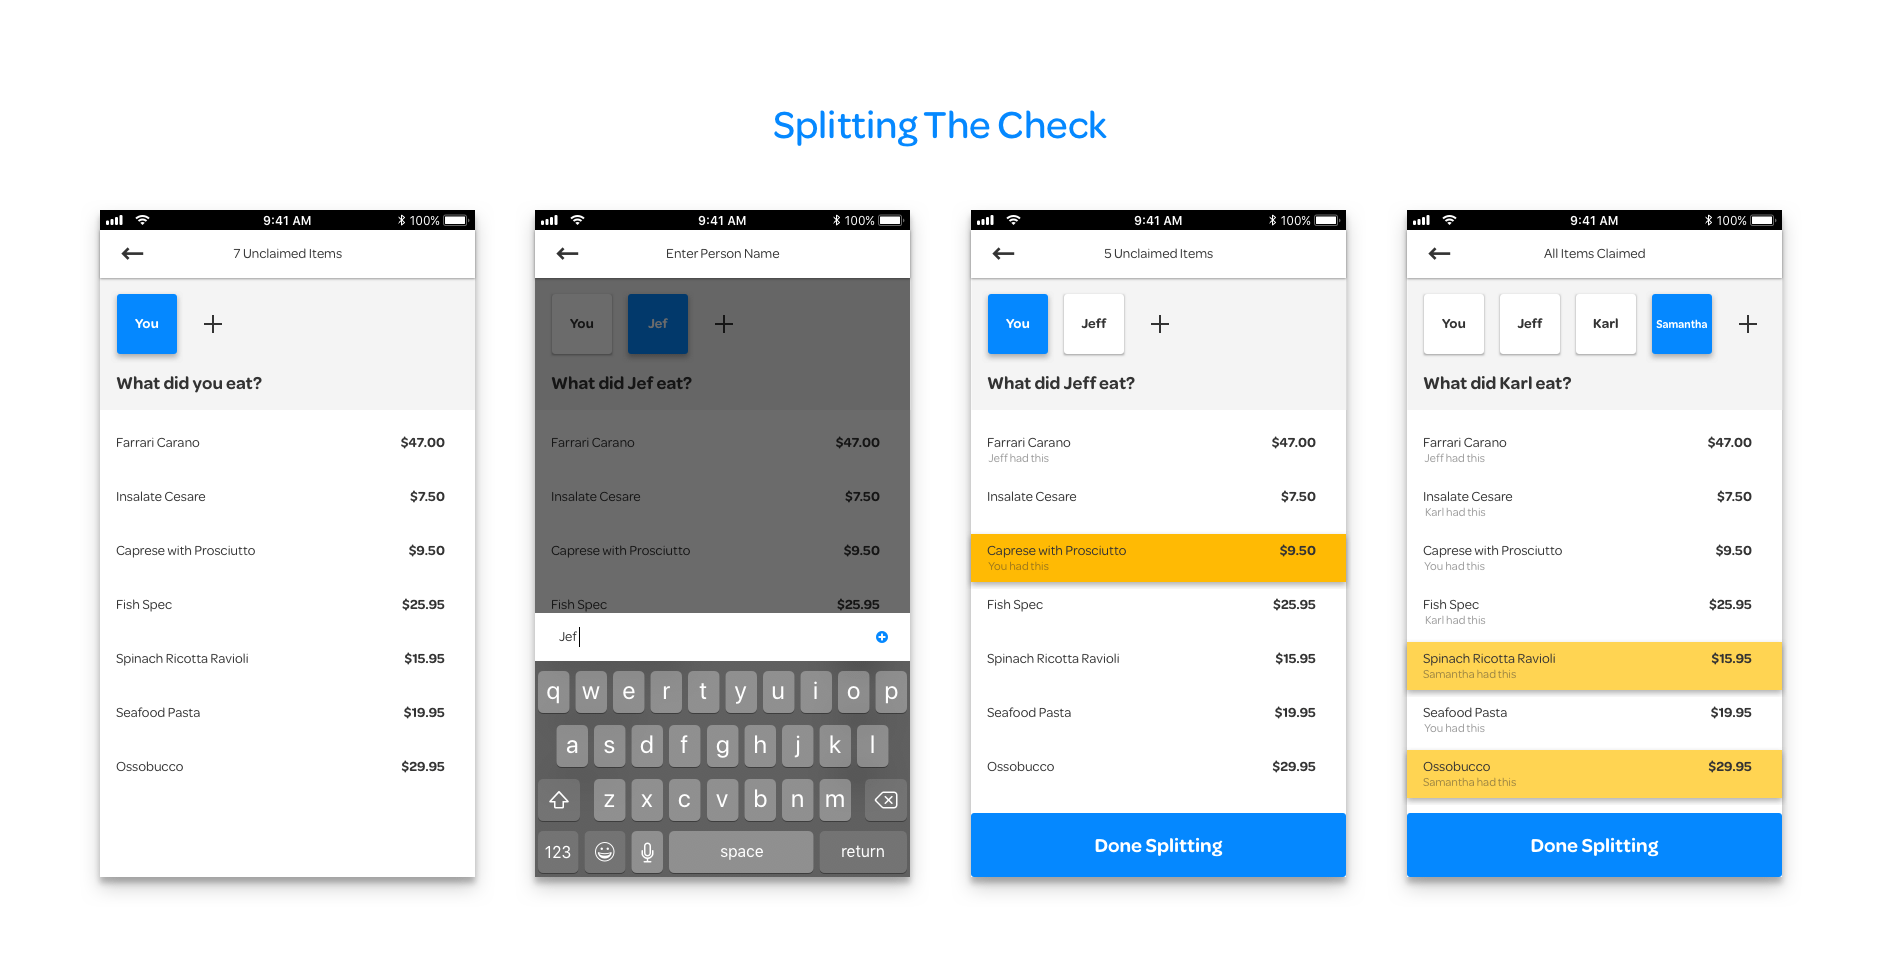 Splitting The Check
9:41 AM 100%
7 Unclaimed Items
You
What did you eat?
Farrari Carano $47.00
Insalate Cesare $7.50
Caprese with Prosciutto $9.50
Fish Spec $25.95
Spinach Ricotta Ravioli $15.95
Seafood Pasta $19.95
Ossobucco $29.95
9:41 AM 100%
Enter Person Name
You Jef
What did Jef eat?
Farrari Carano $47.00
Insalate Cesare $7.50
Caprese with Prosciutto $9.50
Fish Spec $25.95
Jef
q w e r t y u i o p
a s d f g h j k l
z x c v b n m
123 space return
9:41 AM 100%
5 Unclaimed Items
You Jeff
What did Jeff eat?
Farrari Carano $47.00
Jeff had this
Insalate Cesare $7.50
Caprese with Prosciutto $9.50
You had this
Fish Spec $25.95
Spinach Ricotta Ravioli $15.95
Seafood Pasta $19.95
Ossobucco $29.95
Done Splitting
9:41 AM 100%
All Items Claimed
You Jeff Karl Samantha
What did Karl eat?
Farrari Carano $47.00
Jeff had this
Insalate Cesare $7.50
Karl had this
Caprese with Prosciutto $9.50
You had this
Fish Spec $25.95
Karl had this
Spinach Ricotta Ravioli $15.95
Samantha had this
Seafood Pasta $19.95
You had this
Ossobucco $29.95
Samantha had this
Done Splitting